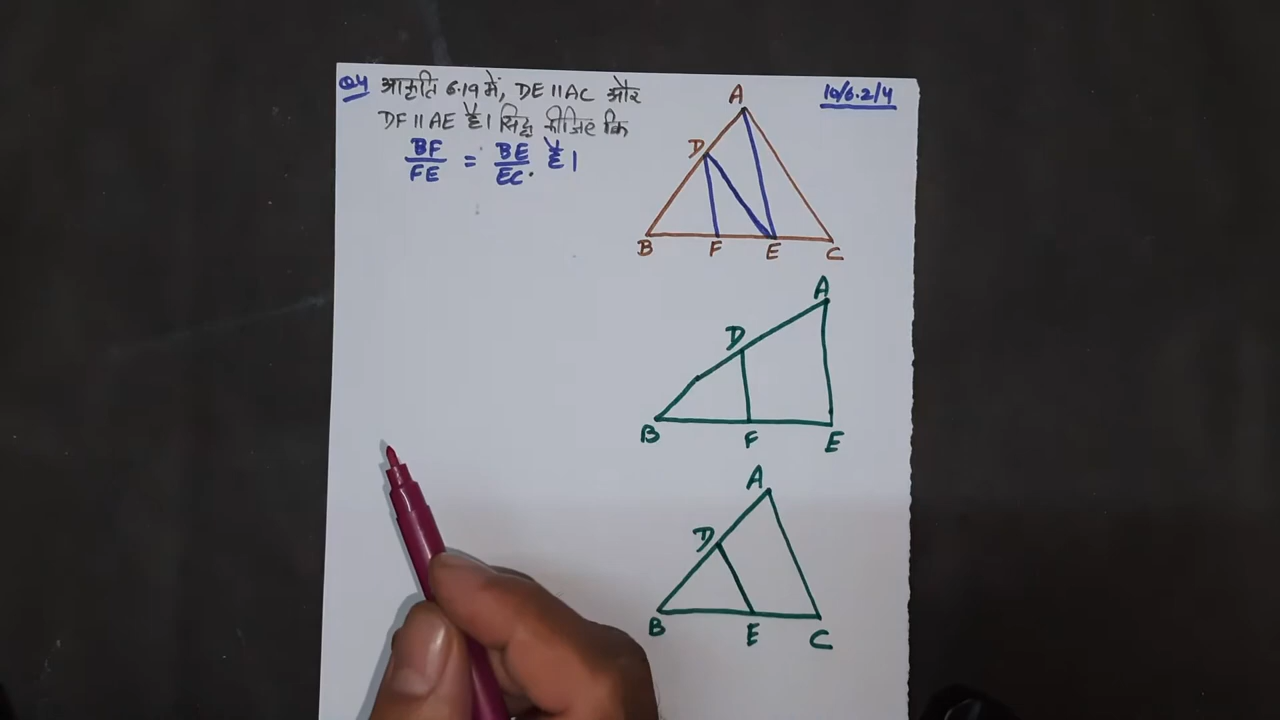 Q4 आकृति 6.19 में, DE || AC और
DF || AE है। सिद्ध कीजिए कि
BF/FE = BE/EC. है।
10/6.2/4
A
D
B F E C
A
D
B F E
A
D
B E C